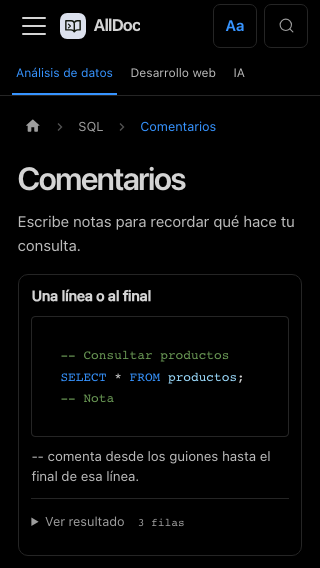 AllDoc
Aa
Análisis de datos Desarrollo web IA
SQL Comentarios
Comentarios
Escribe notas para recordar qué hace tu
consulta.
Una línea o al final
-- Consultar productos
SELECT * FROM productos;
-- Nota
-- comenta desde los guiones hasta el
final de esa línea.
Ver resultado 3 filas